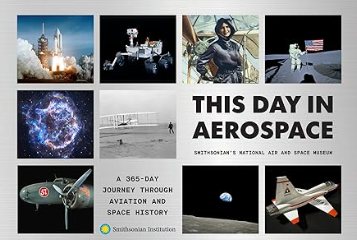 THIS DAY IN
AEROSPACE
SMITHSONIAN'S NATIONAL AIR AND SPACE MUSEUM
A 365-DAY
JOURNEY THROUGH
AVIATION AND
SPACE HISTORY
Smithsonian Institution